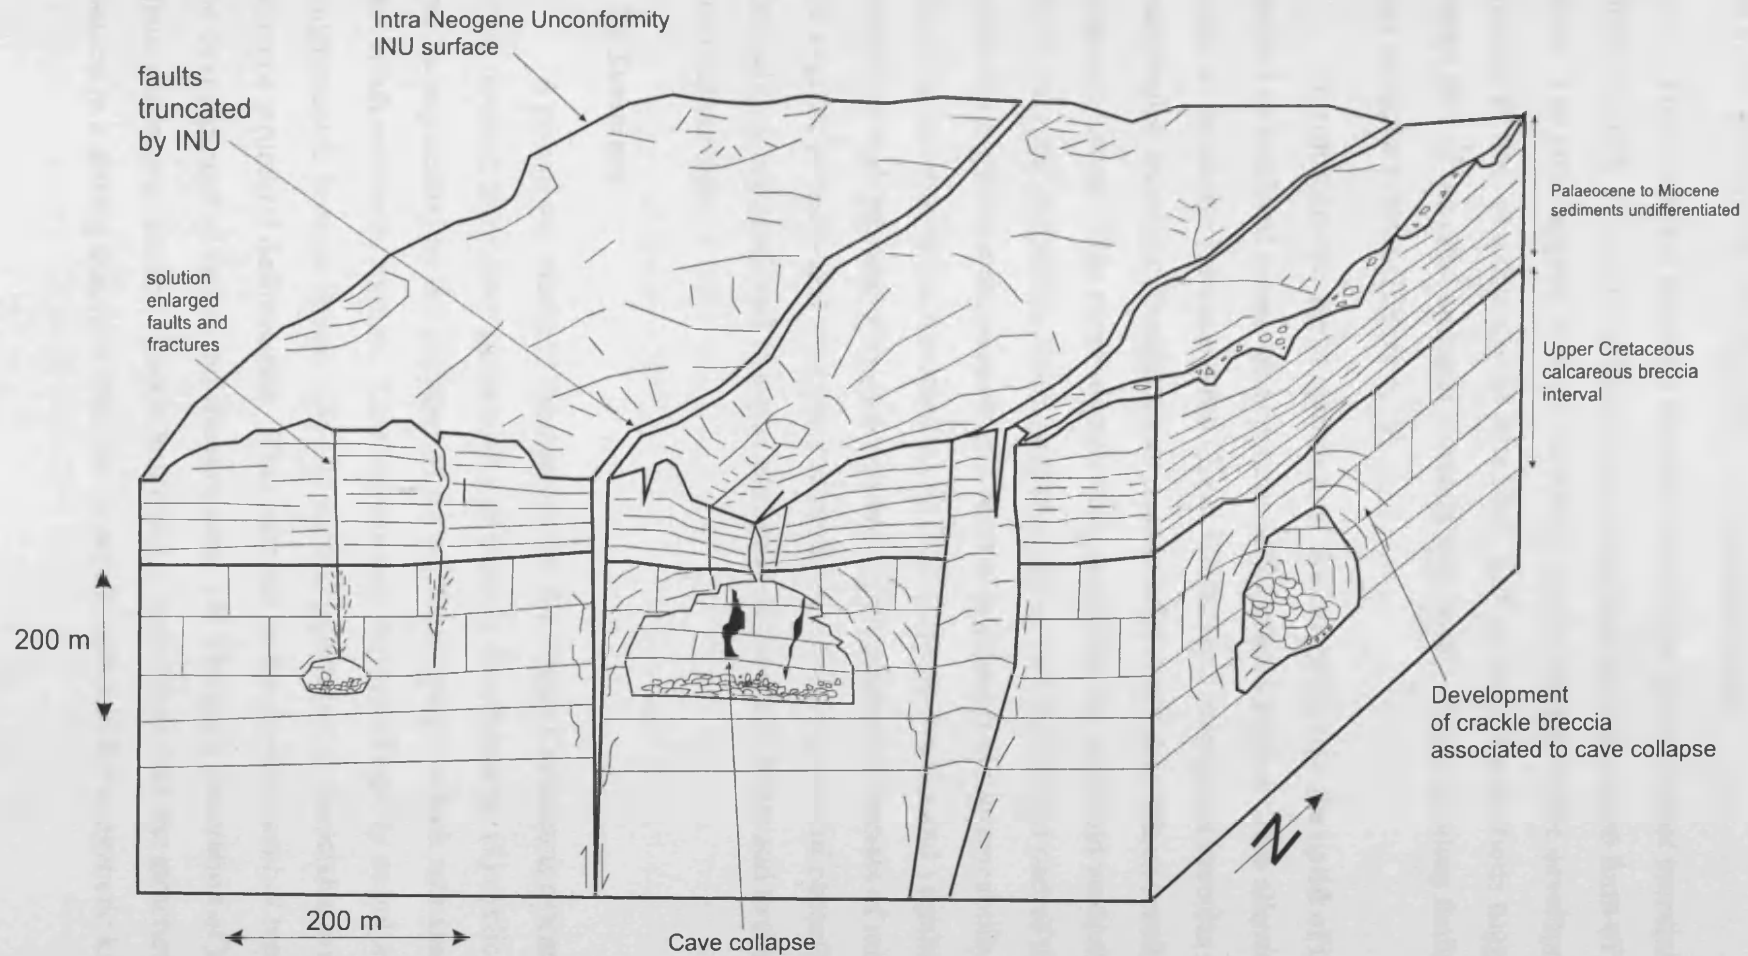 Intra Neogene Unconformity
INU surface
faults
truncated
by INU
solution
enlarged
faults and
fractures
Palaeocene to Miocene
sediments undifferentiated
Upper Cretaceous
calcareous breccia
interval
200 m
Development
of crackle breccia
associated to cave collapse
N
200 m
Cave collapse